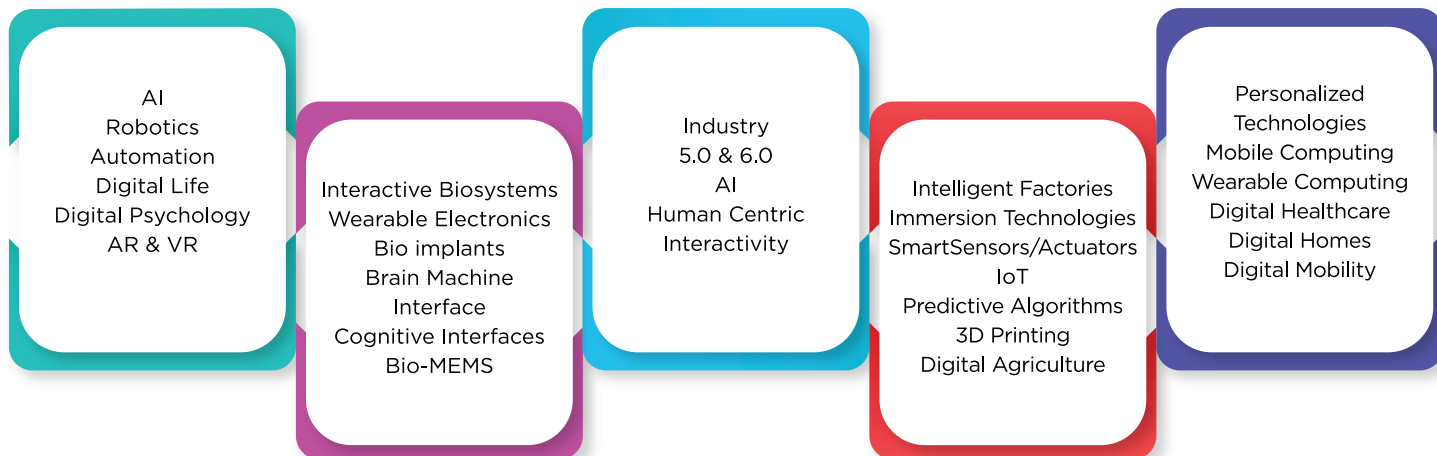 AI
Robotics
Automation
Digital Life
Digital Psychology
AR & VR
Interactive Biosystems
Wearable Electronics
Bio implants
Brain Machine
Interface
Cognitive Interfaces
Bio-MEMS
Industry
5.0 & 6.0
AI
Human Centric
Interactivity
Intelligent Factories
Immersion Technologies
SmartSensors/Actuators
IoT
Predictive Algorithms
3D Printing
Digital Agriculture
Personalized
Technologies
Mobile Computing
Wearable Computing
Digital Healthcare
Digital Homes
Digital Mobility